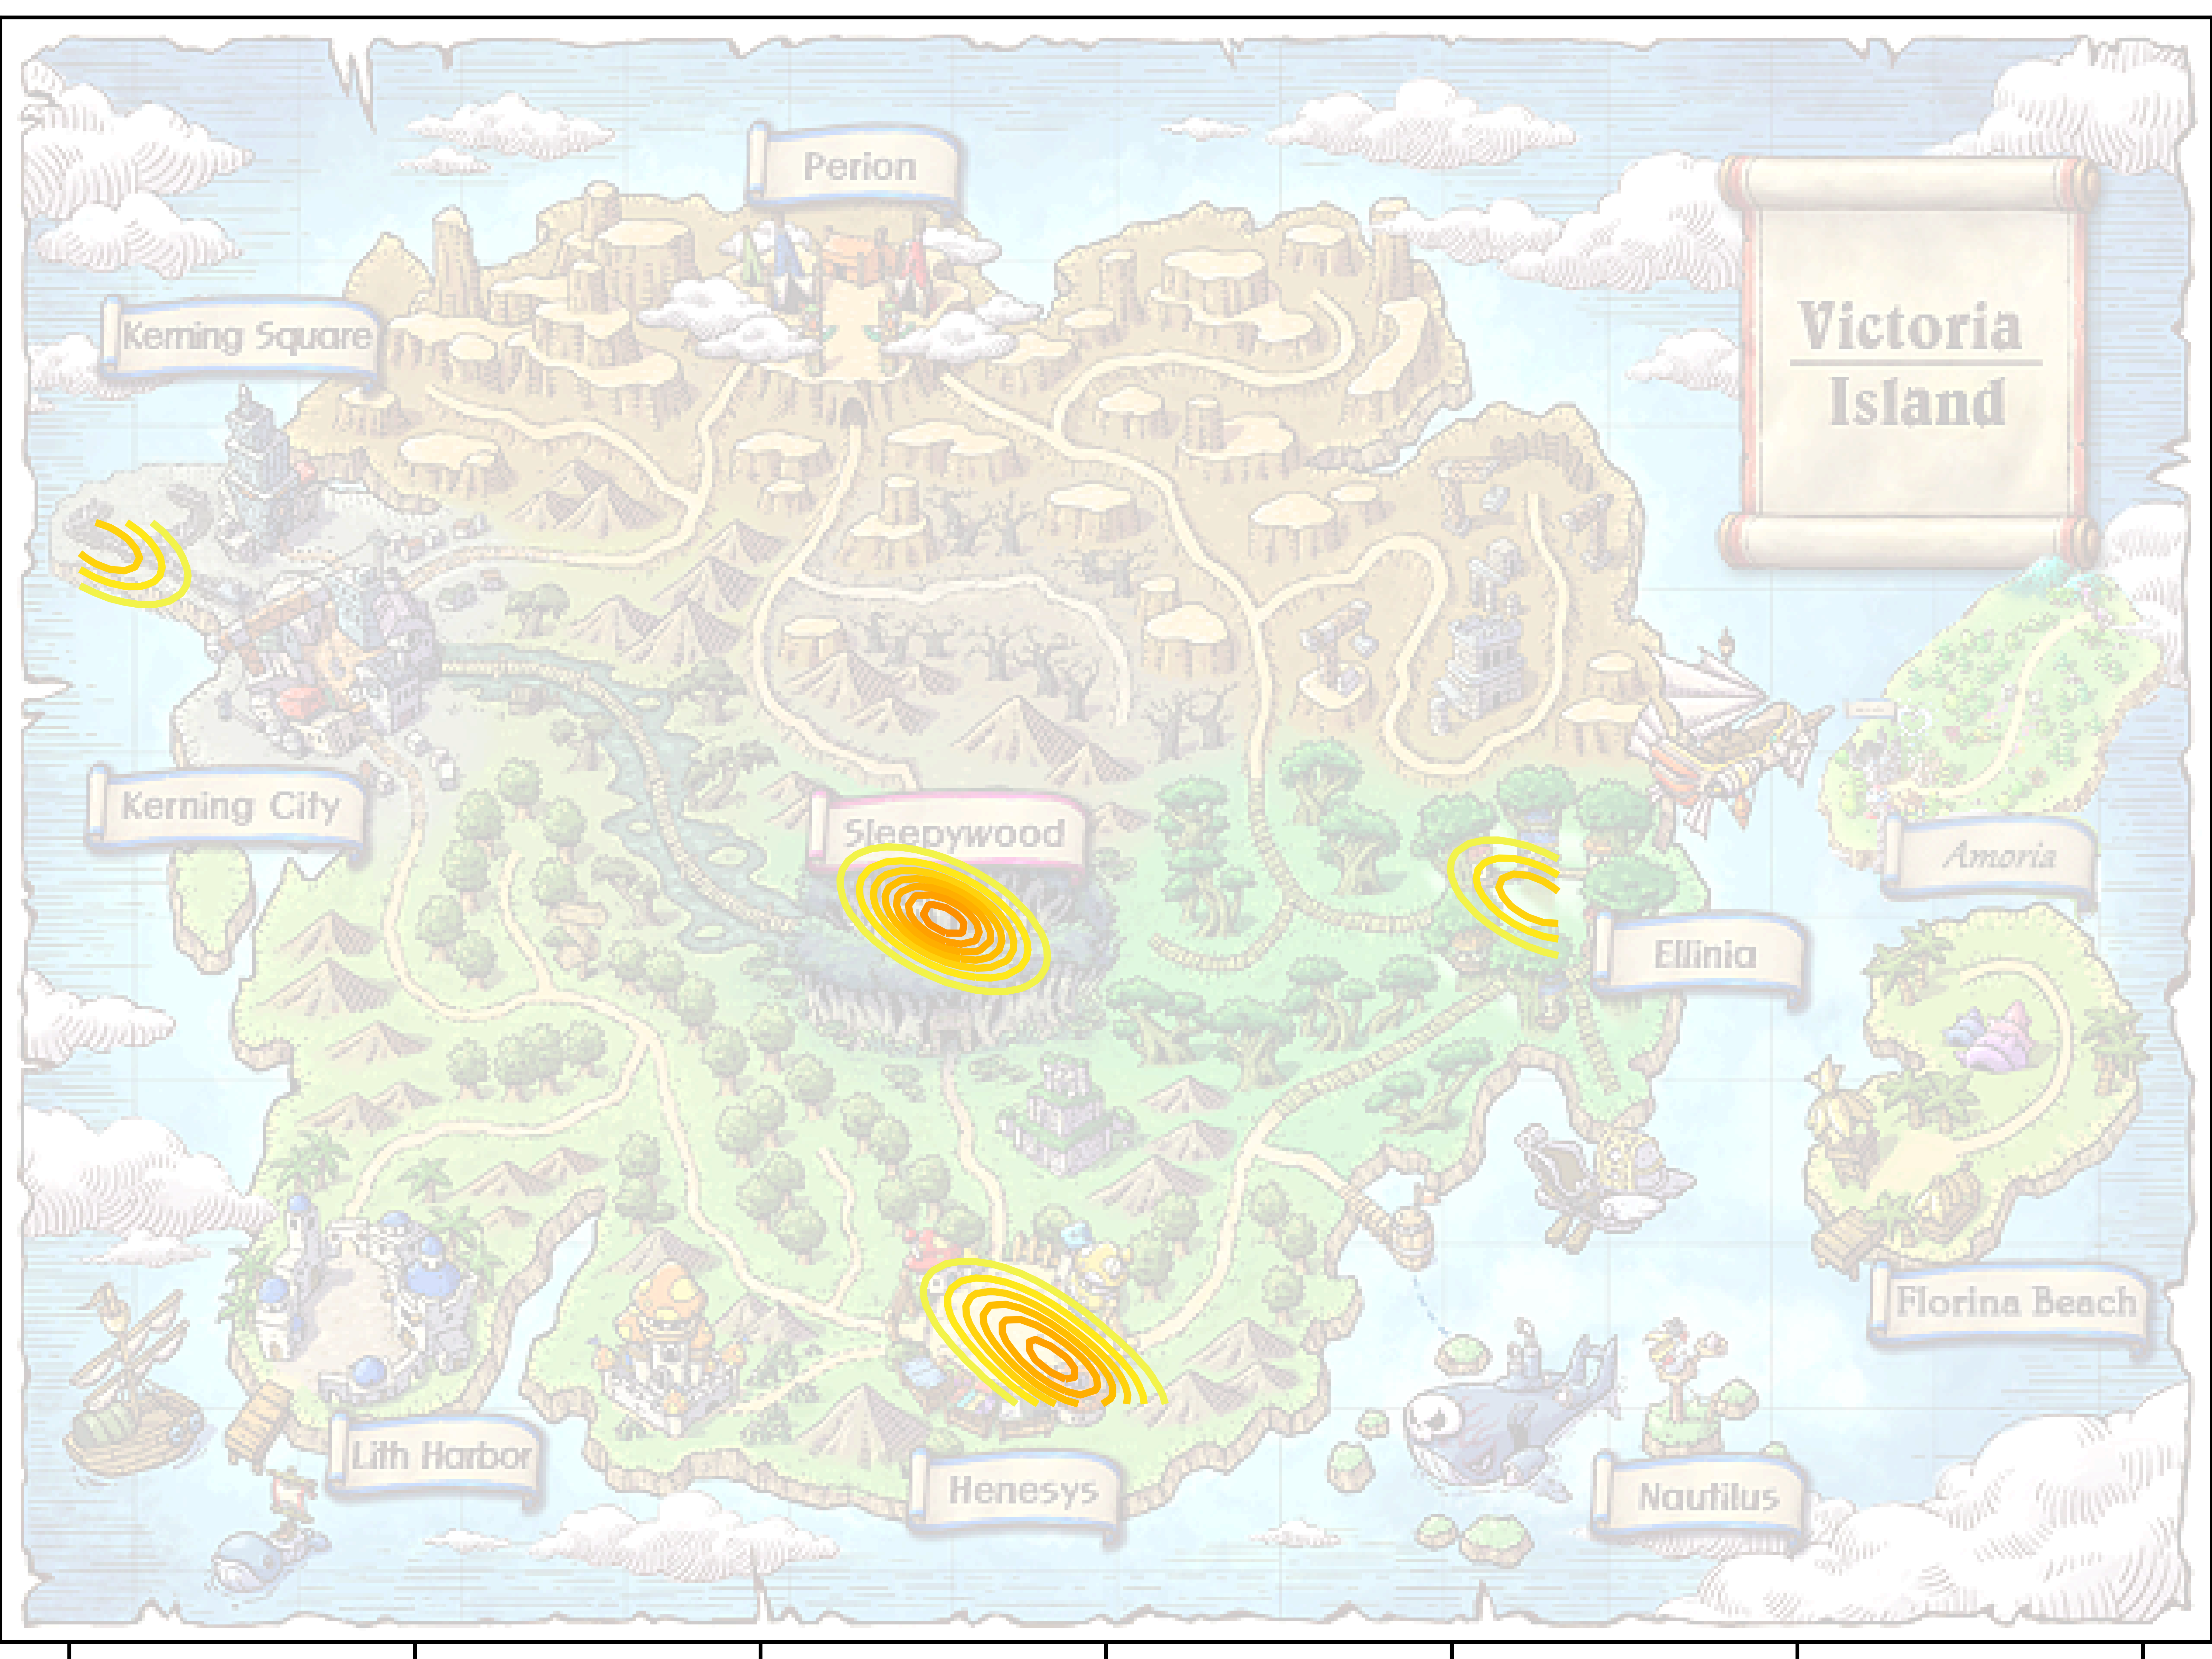 Perion
Kerning Square
Victoria
Island
Kerning City
Sleepywood
Amoria
Ellinia
Florina Beach
Lith Harbor
Henesys
Nautilus